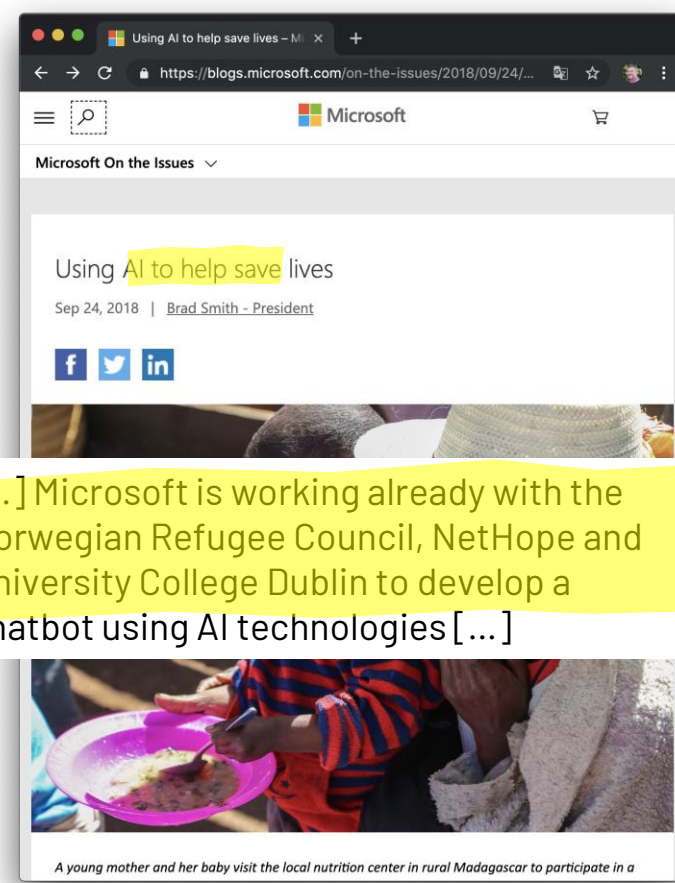 Using AI to help save lives – Mi
https://blogs.microsoft.com/on-the-issues/2018/09/24/...
Microsoft
Microsoft On the Issues
Using AI to help save lives
Sep 24, 2018 | Brad Smith - President
f in
.] Microsoft is working already with the
orwegian Refugee Council, NetHope and
niversity College Dublin to develop a
hatbot using AI technologies [...]
A young mother and her baby visit the local nutrition center in rural Madagascar to participate in a